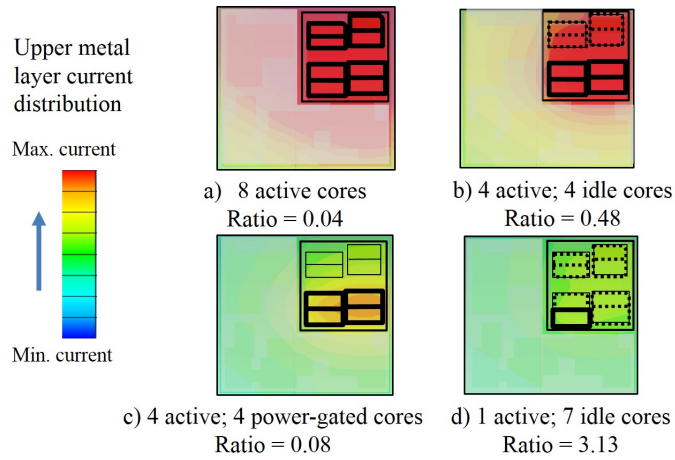 Upper metal
layer current
distribution
Max. current
Min. current
a) 8 active cores
Ratio = 0.04
b) 4 active; 4 idle cores
Ratio = 0.48
c) 4 active; 4 power-gated cores
Ratio = 0.08
d) 1 active; 7 idle cores
Ratio = 3.13